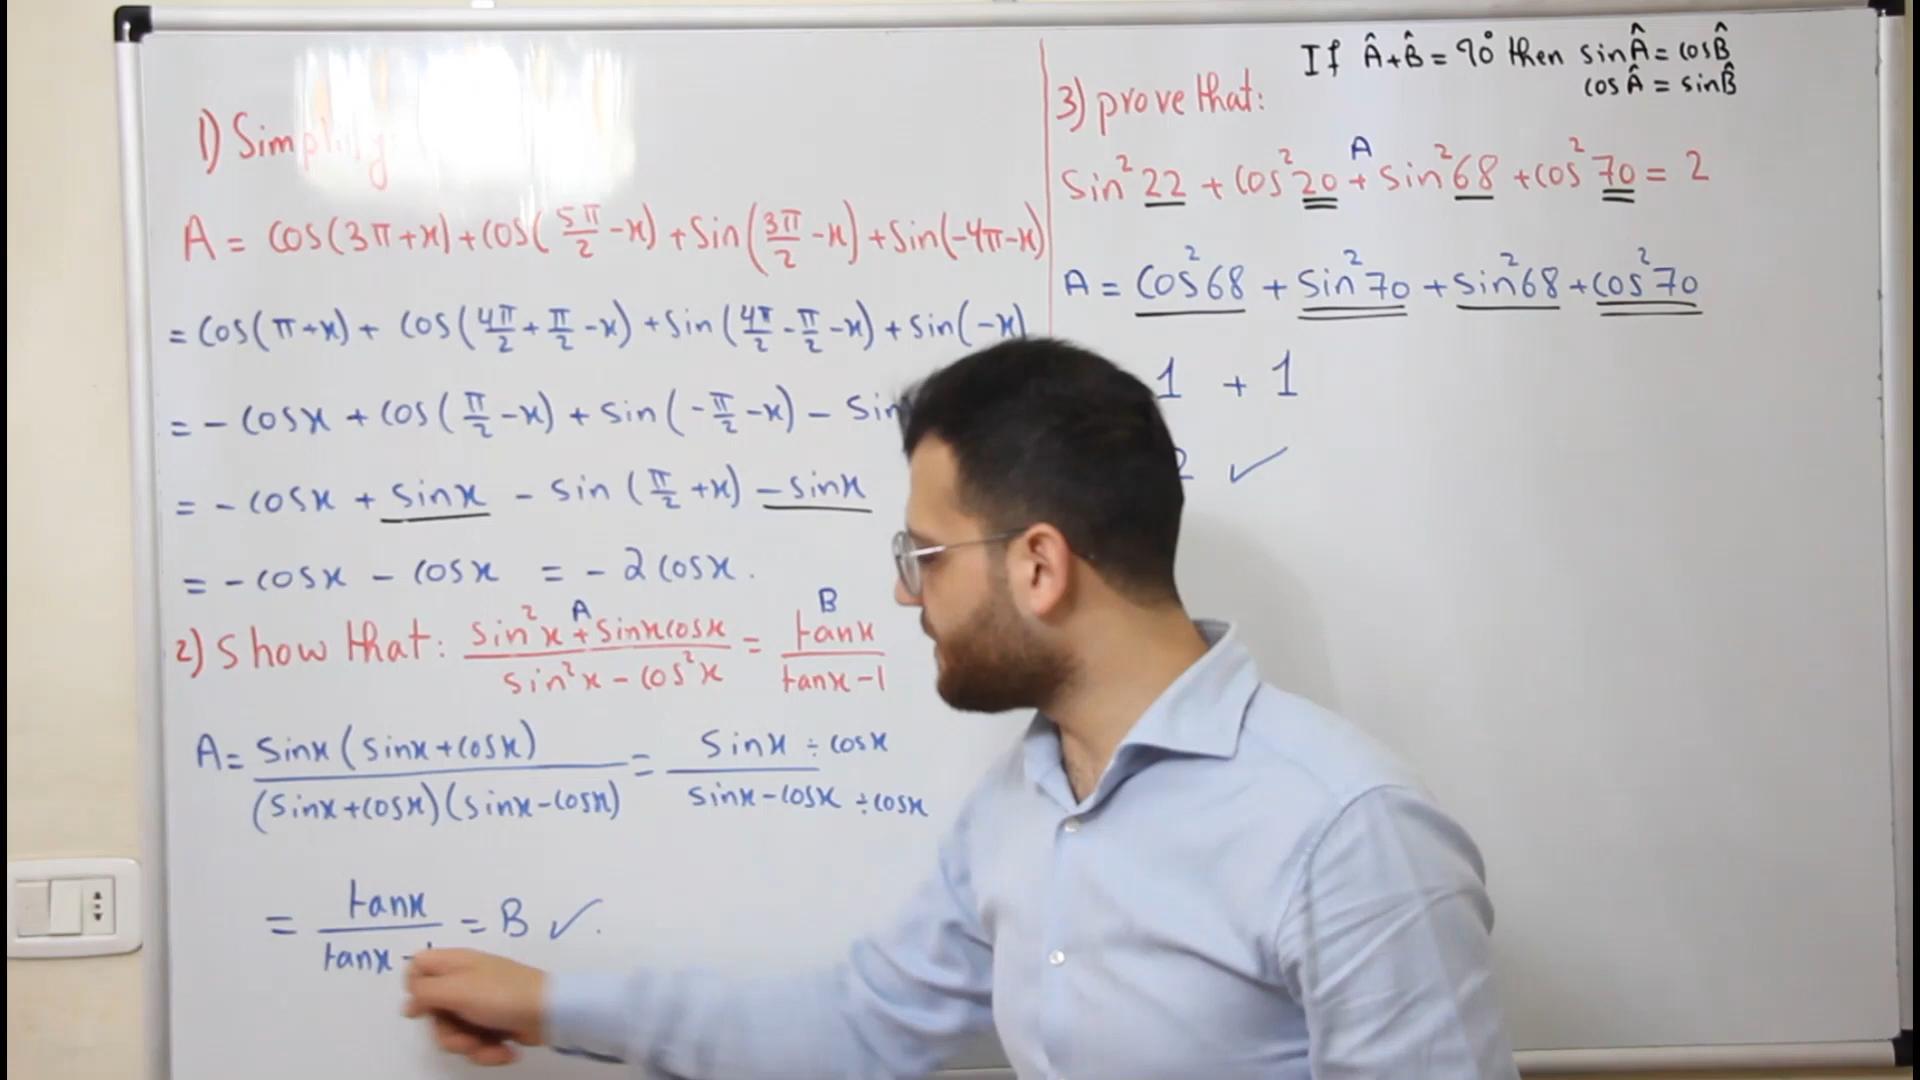 1) Simplify
A = cos(3π+x) + cos(5π/2 - x) + sin(3π/2 - x) + sin(-4π-x)
= cos(π+x) + cos(4π/2 + π/2 - x) + sin(4π/2 - π/2 - x) + sin(-x)
= - cosx + cos(π/2 - x) + sin(-π/2 - x) - sin
= - cosx + sinx - sin(π/2 + x) - sinx
= - cosx - cosx = - 2 cosx.
2) Show that: (sin²x + sinxcosx)/(sin²x - cos²x) = tanx/(tanx-1)
A B
A = sinx(sinx+cosx)/((sinx+cosx)(sinx-cosx)) = (sinx ÷ cosx)/(sinx-cosx ÷ cosx)
= tanx/(tanx - = B ✓.
If Â+B̂ = 90° then sinÂ = cosB̂
cosÂ = sinB̂
3) prove that:
A
sin²22 + cos²20 + sin²68 + cos²70 = 2
A = cos²68 + sin²70 + sin²68 + cos²70
1 + 1
2 ✓